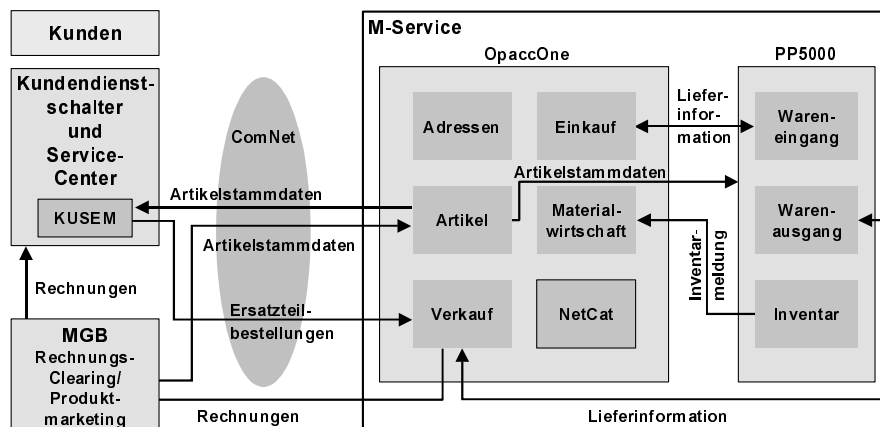 Kunden
Kundendienst-
schalter
und
Service-
Center
KUSEM
Rechnungen
MGB
Rechnungs-
Clearing/
Produkt-
marketing
ComNet
Artikelstammdaten
Artikelstammdaten
Ersatzteil-
bestellungen
Rechnungen
M-Service
OpaccOne
Adressen
Einkauf
Artikel
Material-
wirtschaft
Verkauf
NetCat
Liefer-
infor-
mation
Artikelstammdaten
Inventar-
meldung
PP5000
Waren-
eingang
Waren-
ausgang
Inventar
Lieferinformation